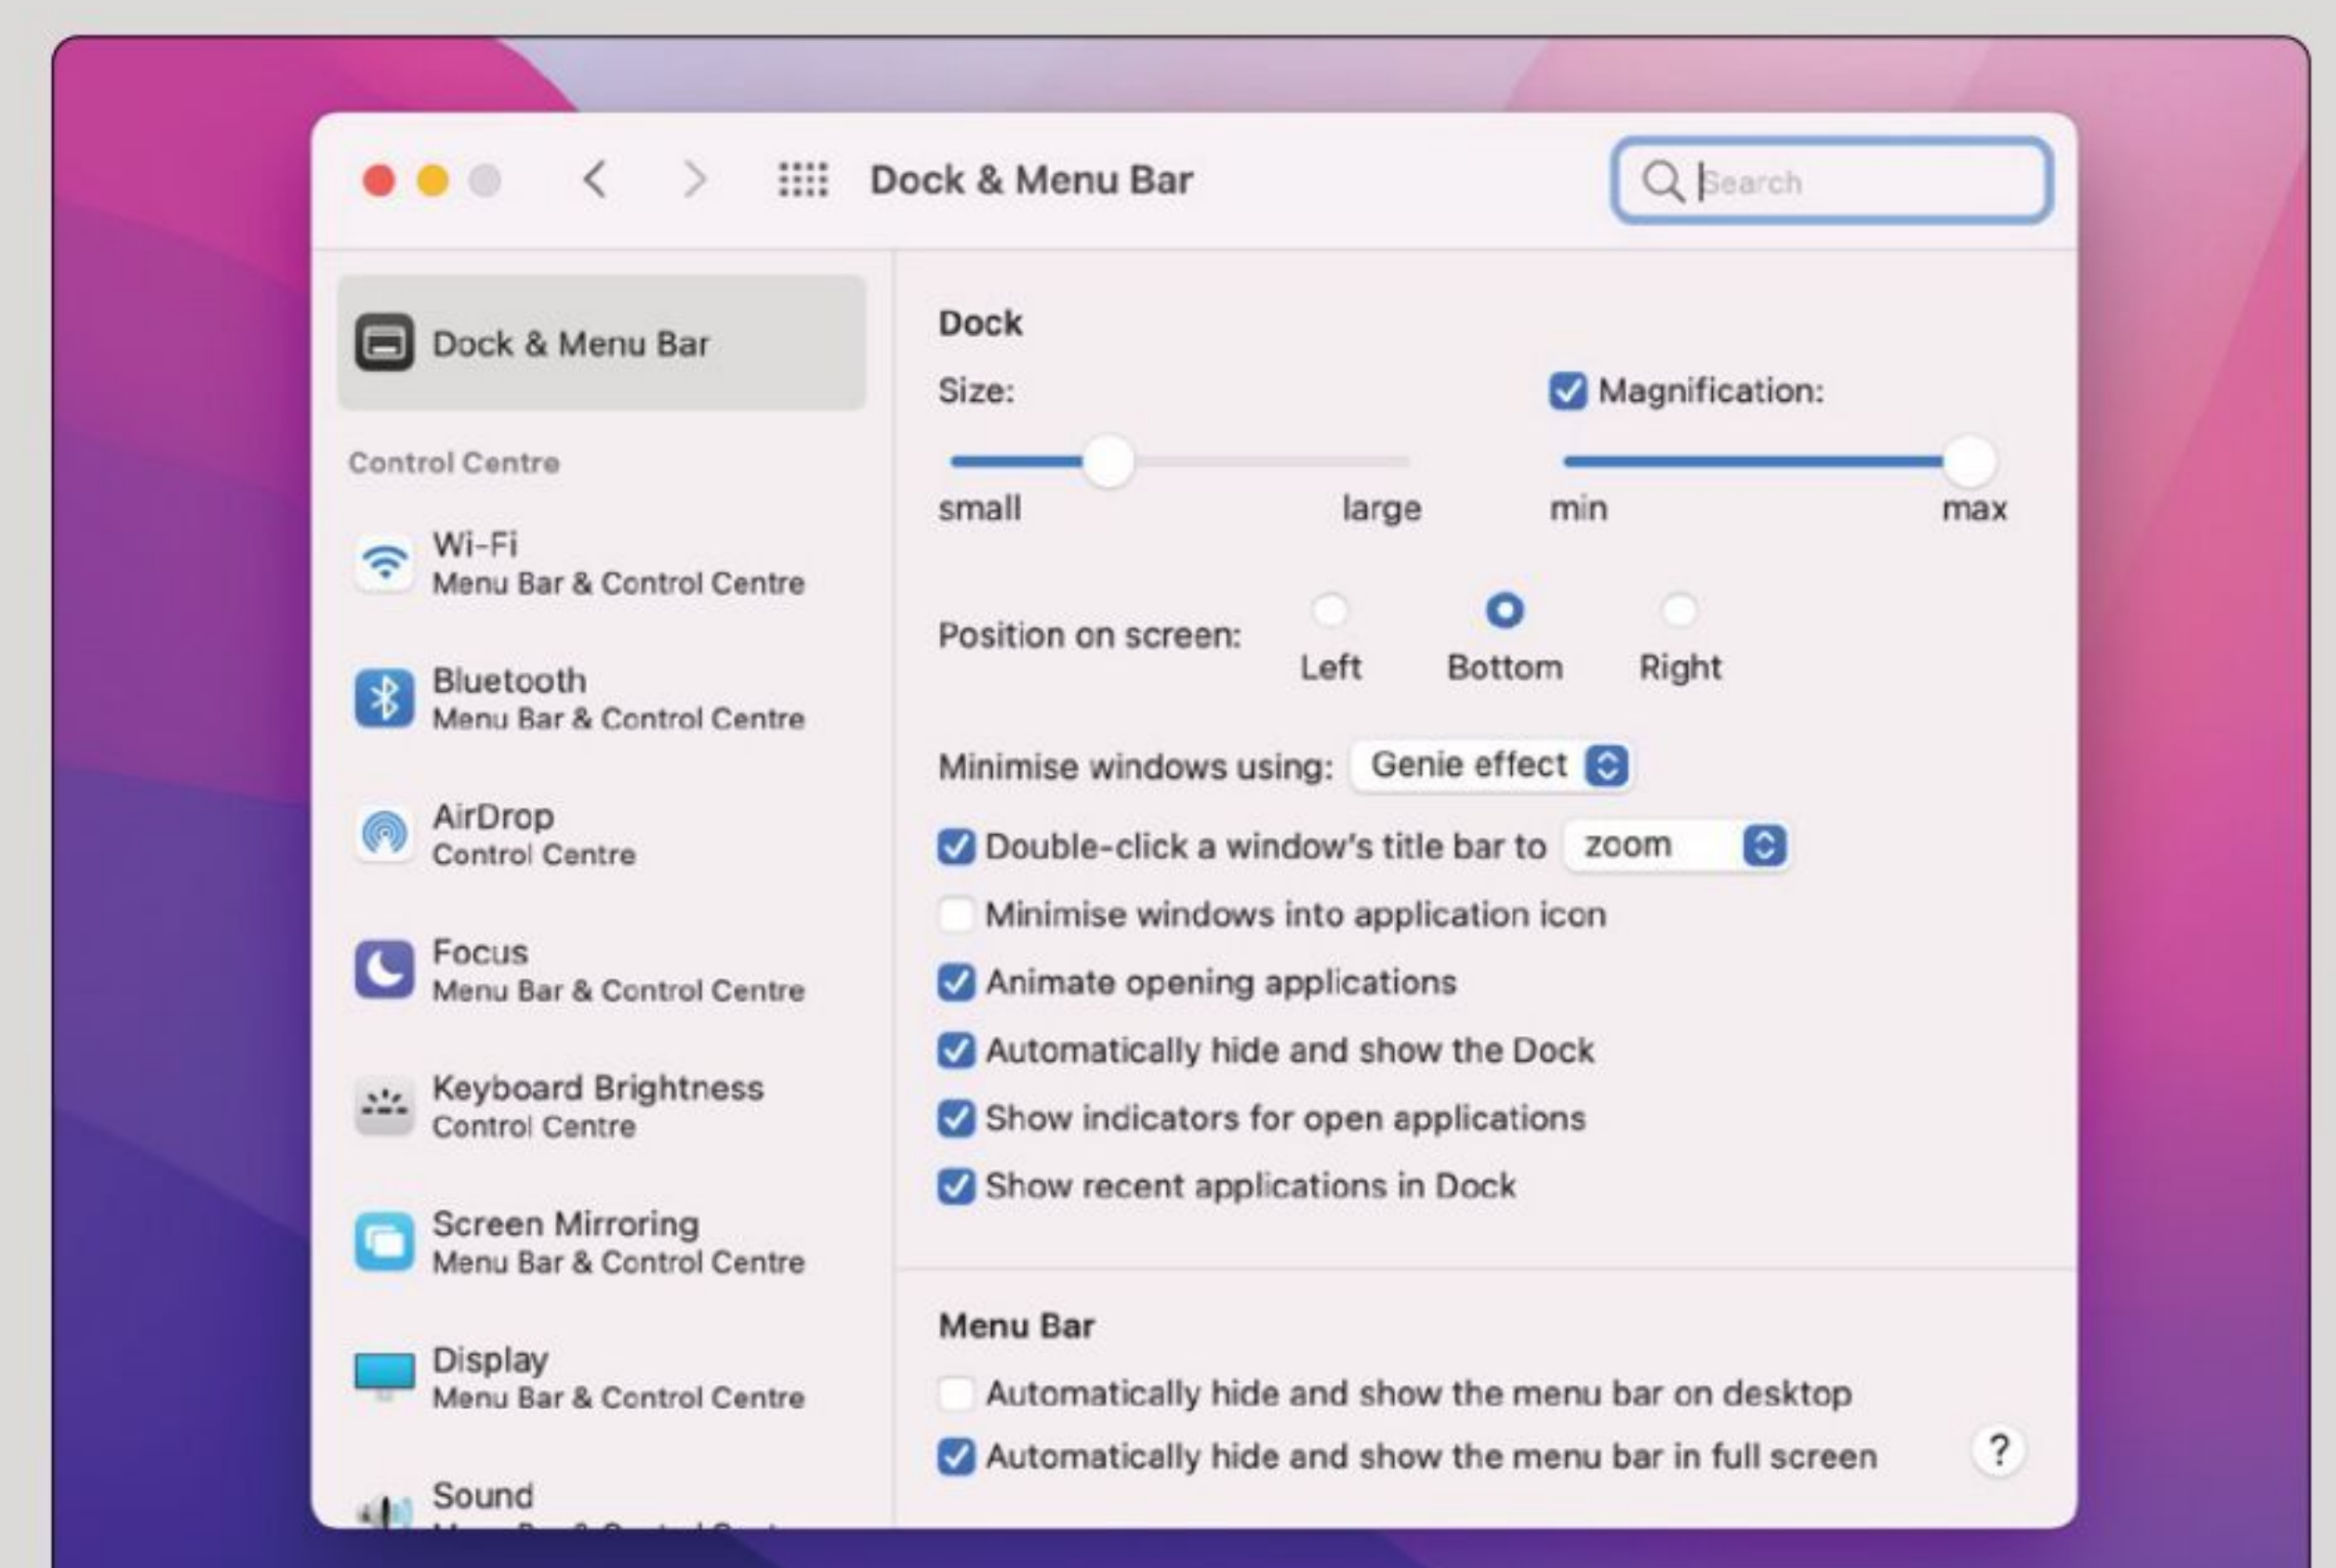 Dock & Menu Bar
Search
Dock & Menu Bar
Control Centre
Wi-Fi
Menu Bar & Control Centre
Bluetooth
Menu Bar & Control Centre
AirDrop
Control Centre
Focus
Menu Bar & Control Centre
Keyboard Brightness
Control Centre
Screen Mirroring
Menu Bar & Control Centre
Display
Menu Bar & Control Centre
Sound
Dock
Size:
small large
Magnification:
min max
Position on screen:
Left Bottom Right
Minimise windows using: Genie effect
Double-click a window's title bar to zoom
Minimise windows into application icon
Animate opening applications
Automatically hide and show the Dock
Show indicators for open applications
Show recent applications in Dock
Menu Bar
Automatically hide and show the menu bar on desktop
Automatically hide and show the menu bar in full screen
?